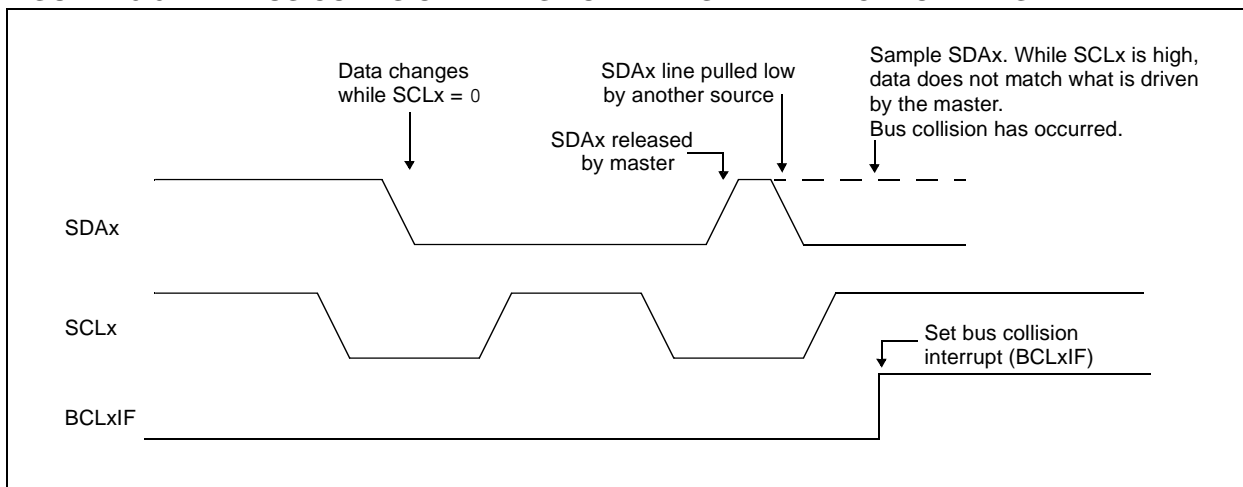 Data changes
while SCLx = 0
SDAx line pulled low
by another source
Sample SDAx. While SCLx is high,
data does not match what is driven
by the master.
Bus collision has occurred.
SDAx released
by master
SDAx
SCLx
Set bus collision
interrupt (BCLxIF)
BCLxIF